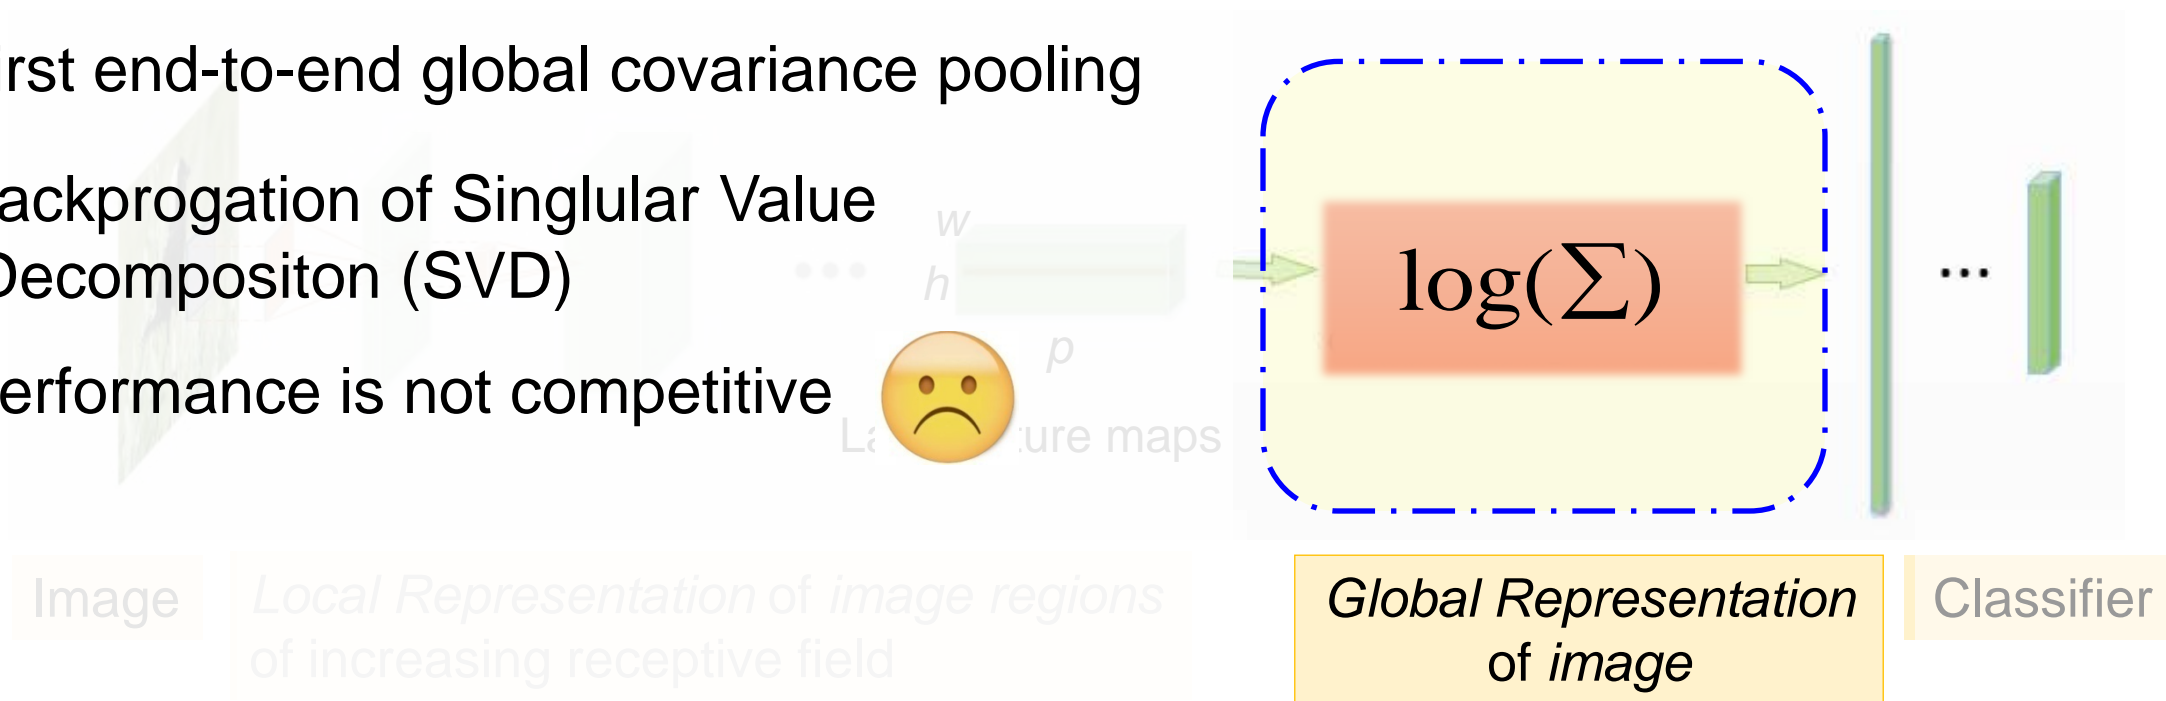 irst end-to-end global covariance pooling
ackprogation of Singlular Value
Decompositon (SVD)
erformance is not competitive
w
h
p
ure maps
log(∑)
...
Image
Local Representation of image regions
of increasing receptive field
Global Representation
of image
Classifier